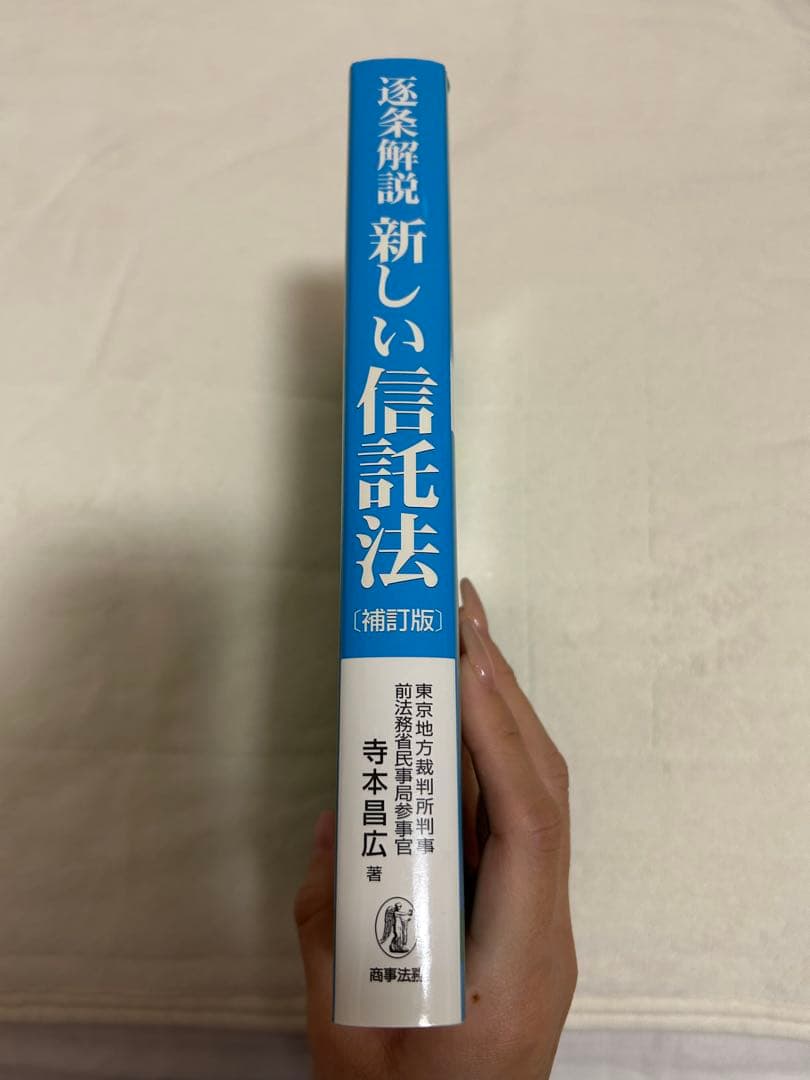 逐条解説 新しい信託法
〔補訂版〕
東京地方裁判所判事
前法務省民事局参事官
寺本昌広 著
商事法務